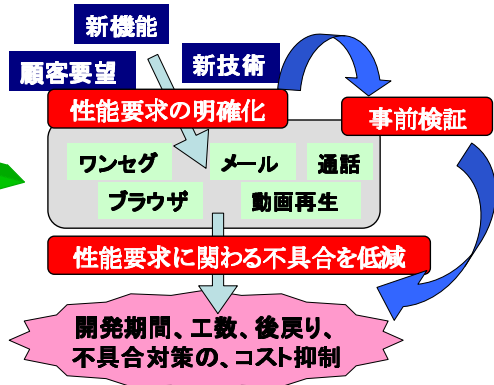 新機能
顧客要望
新技術
性能要求の明確化
事前検証
ワンセグ
メール
通話
ブラウザ
動画再生
性能要求に関わる不具合を低減
開発期間、工数、後戻り、
不具合対策の、コスト抑制